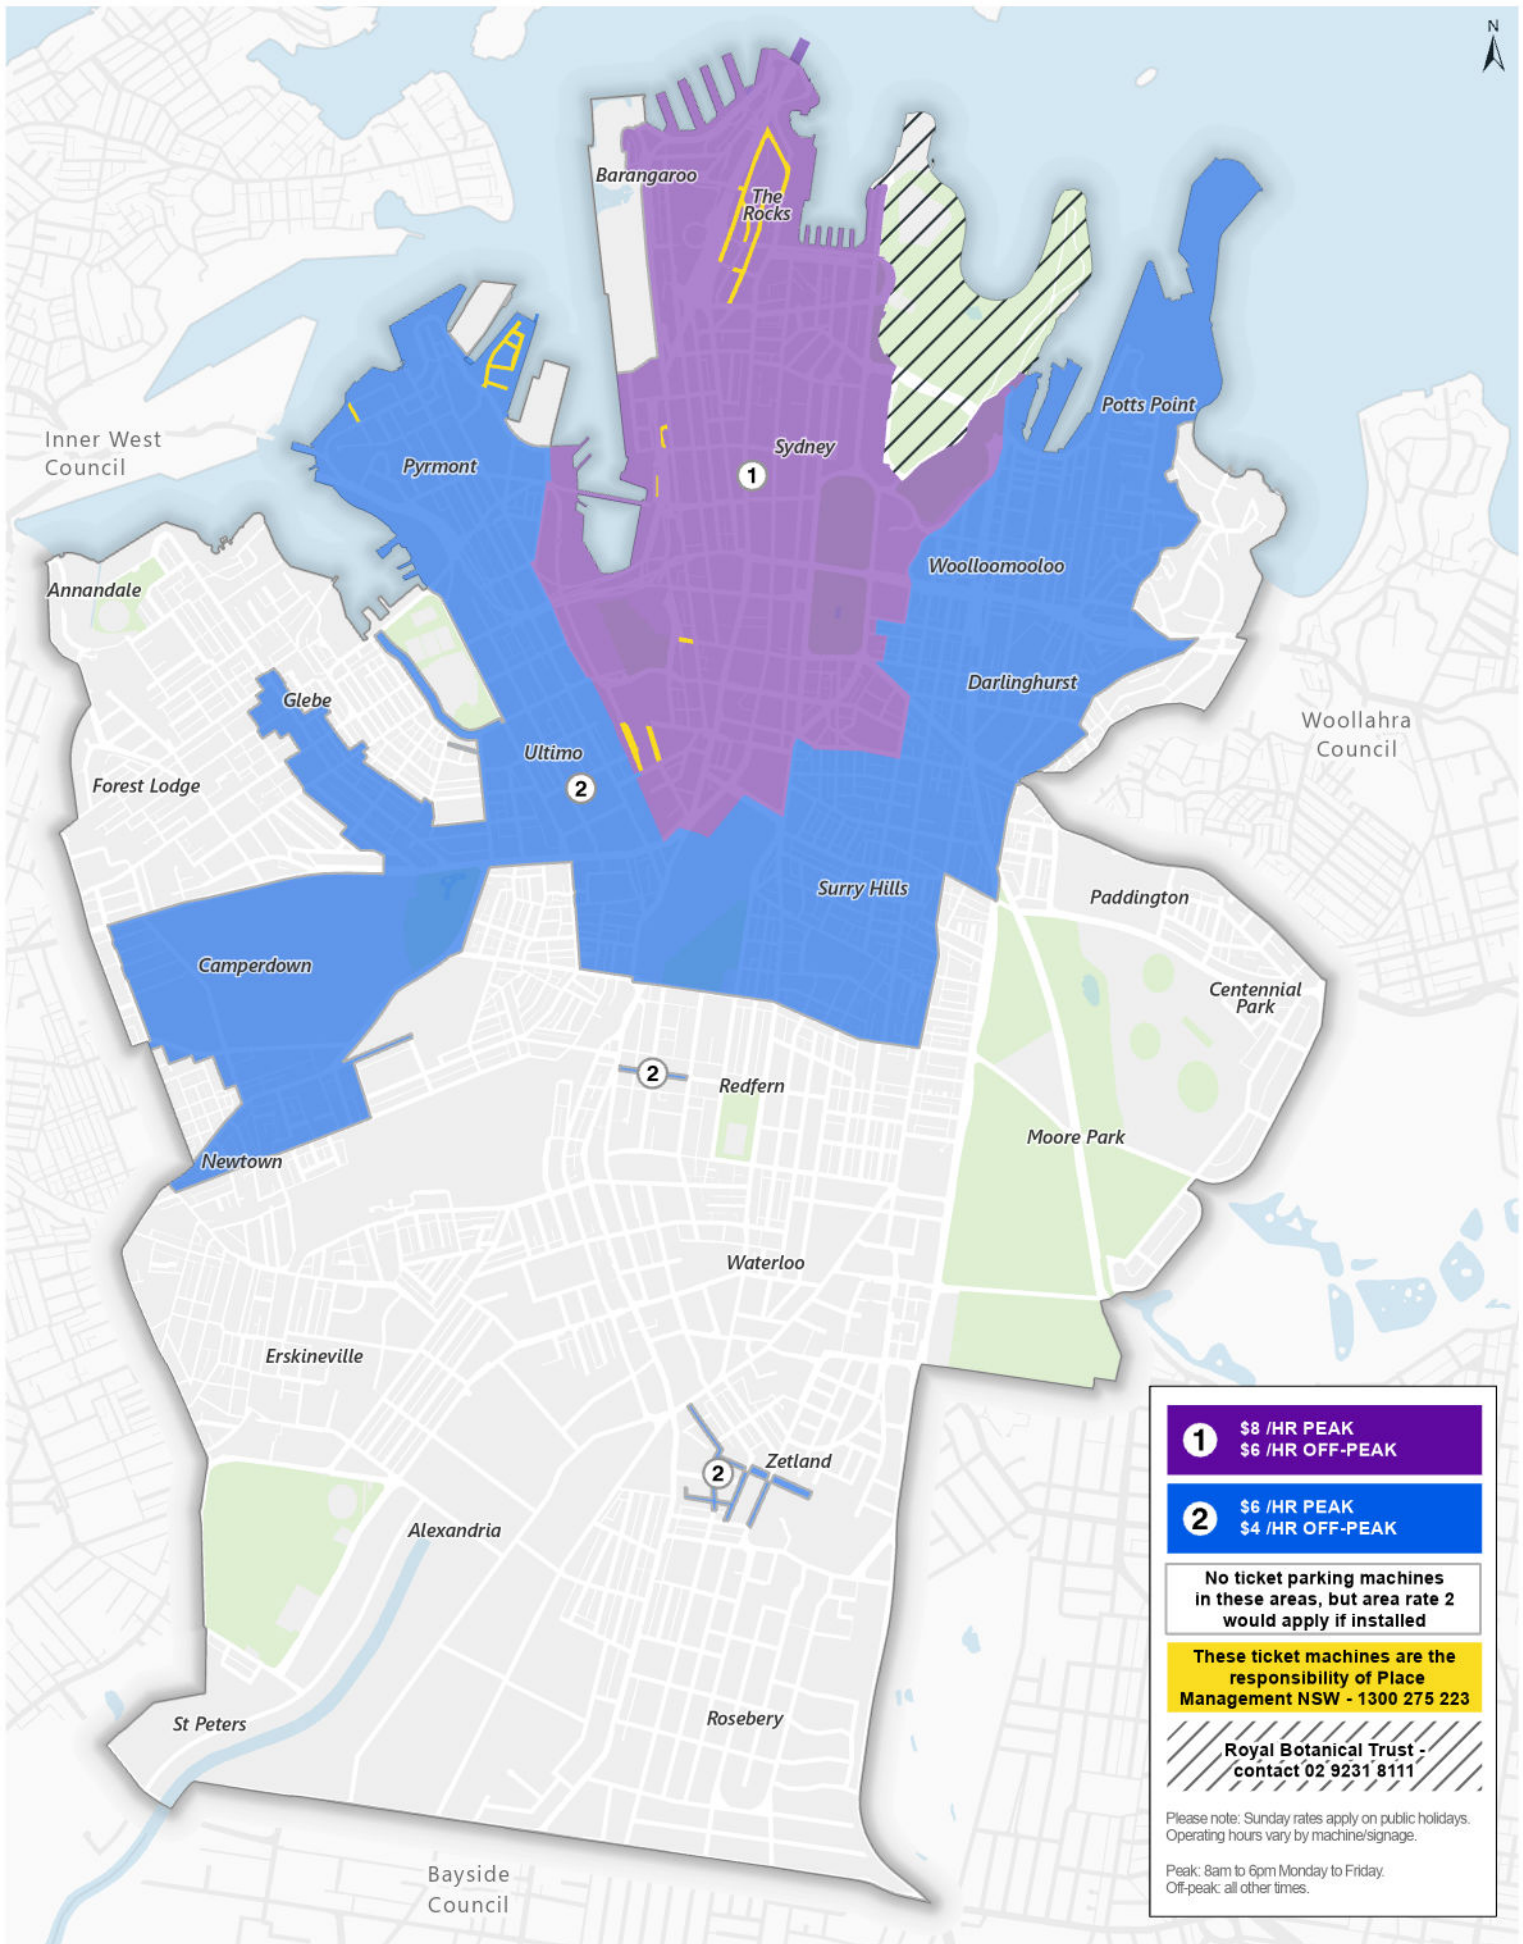 N
Barangaroo
The
Rocks
Potts Point
Inner West
Council
Pyrmont
Sydney
1
Woolloomooloo
Annandale
Darlinghurst
Glebe
Woollahra
Council
Ultimo
Forest Lodge
2
Surry Hills
Paddington
Camperdown
Centennial
Park
2
Redfern
Moore Park
Newtown
Waterloo
Erskineville
Zetland
2
Alexandria
Rosebery
St Peters
Bayside
Council
1
$8 /HR PEAK
$6 /HR OFF-PEAK
2
$6 /HR PEAK
$4 /HR OFF-PEAK
No ticket parking machines
in these areas, but area rate 2
would apply if installed
These ticket machines are the
responsibility of Place
Management NSW - 1300 275 223
Royal Botanical Trust -
contact 02 9231 8111
Please note: Sunday rates apply on public holidays.
Operating hours vary by machine/signage.
Peak: 8am to 6pm Monday to Friday.
Off-peak: all other times.